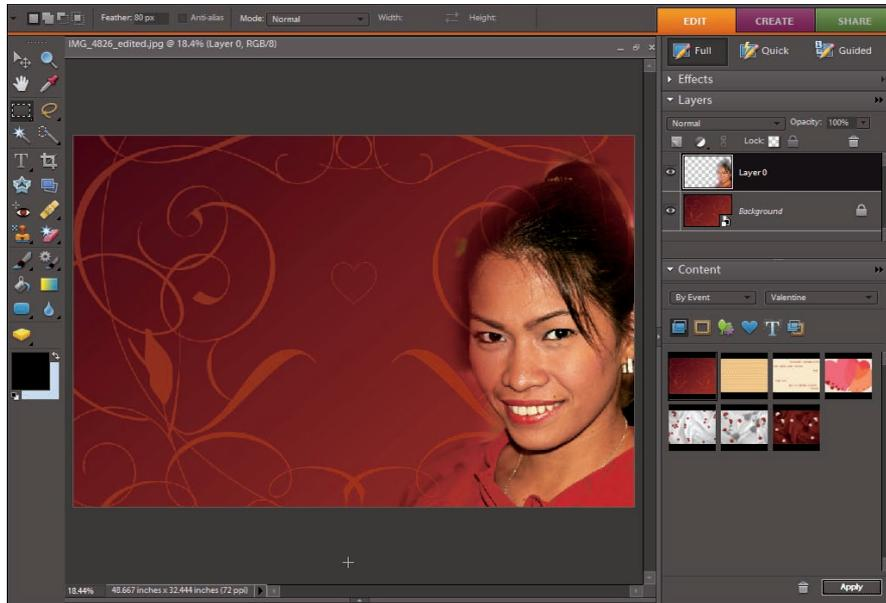 Feather: 80 px Anti-alias Mode: Normal Width: Height:
EDIT CREATE SHARE
IMG_4826_edited.jpg @ 18.4% (Layer 0, RGB/8)
Full Quick Guided
Effects
Layers
Normal Opacity: 100%
Lock:
Layer 0
Background
Content
By Event Valentine
18.44% 48.667 inches x 32.444 inches (72 ppi)
Apply